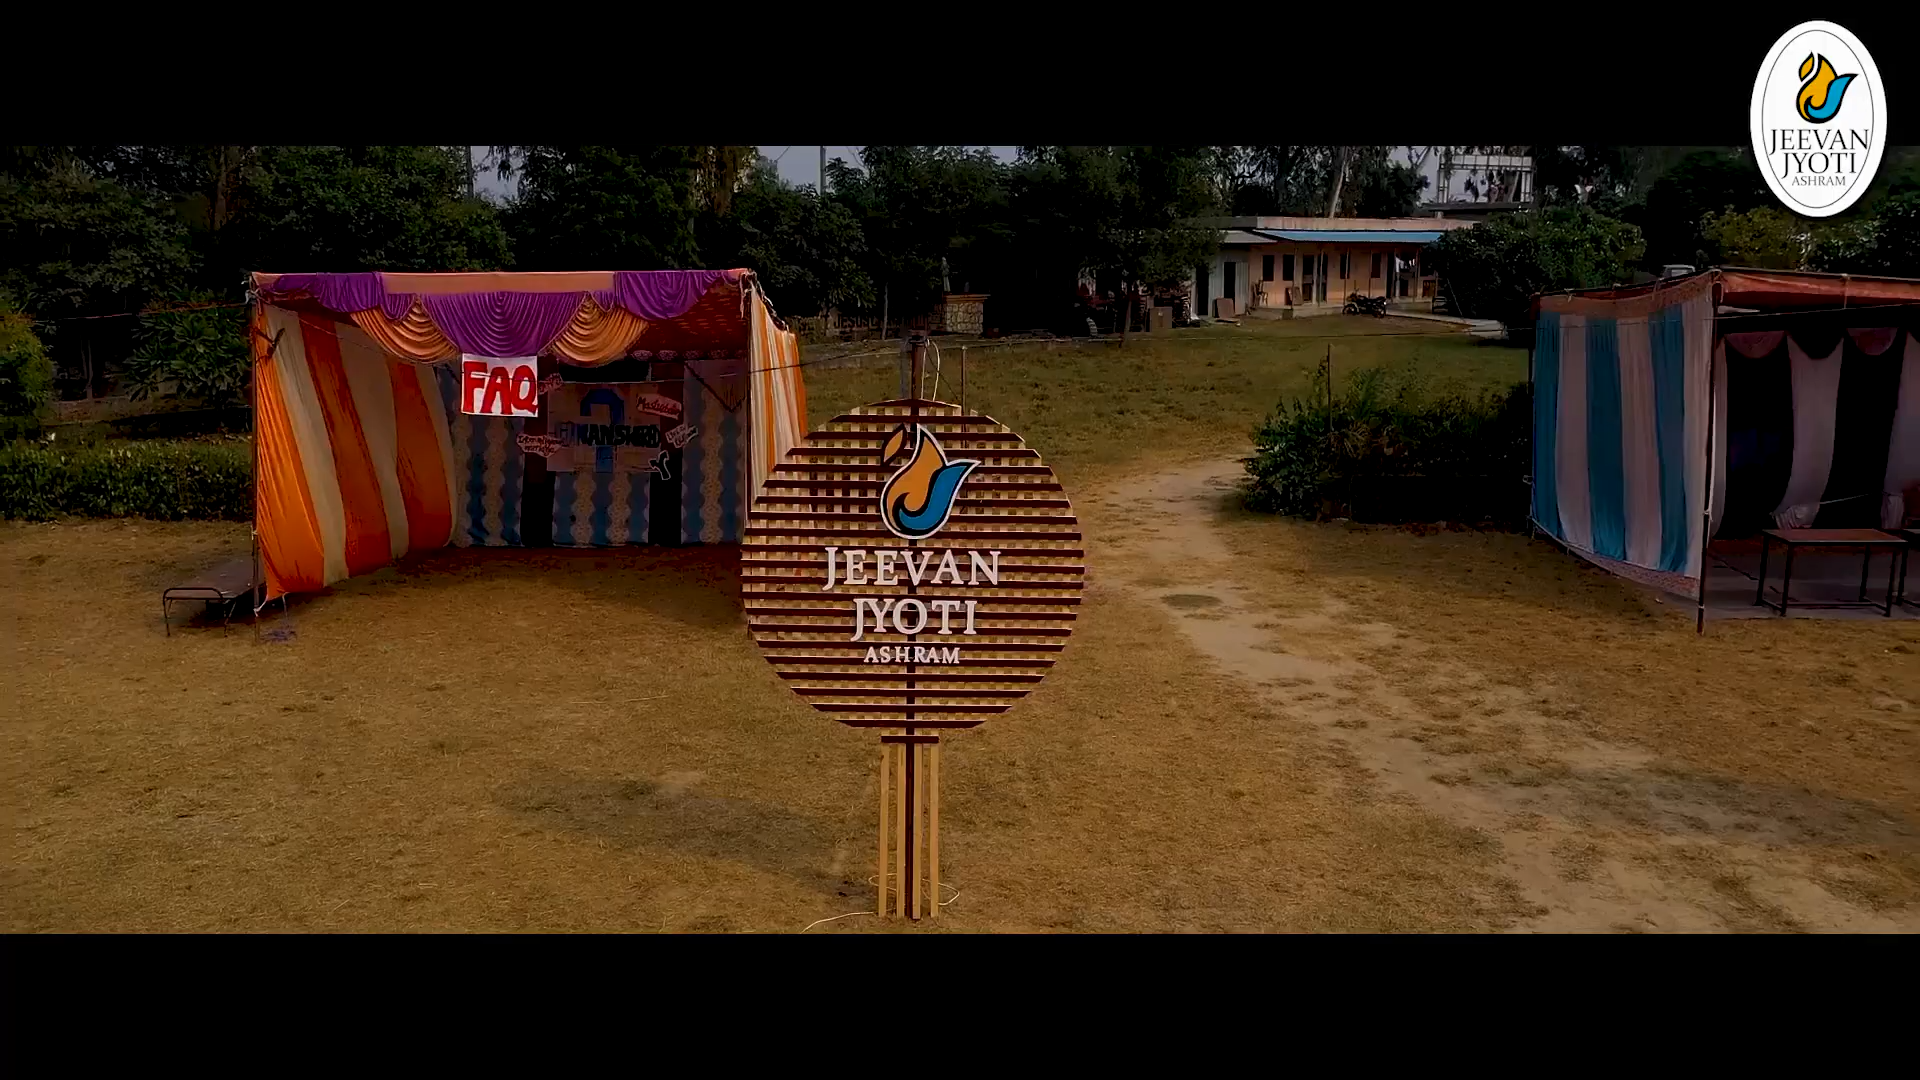 JEEVAN
JYOTI
ASHRAM
FAQ
JEEVAN
JYOTI
ASHRAM